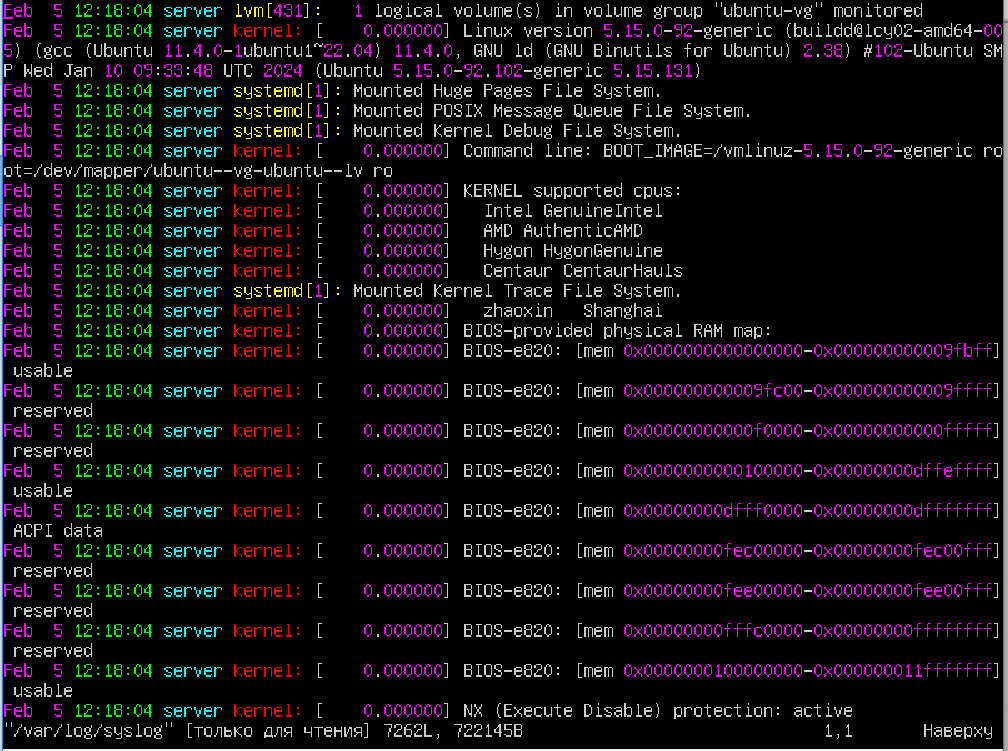 Feb  5 12:18:04 server lvm[431]:   1 logical volume(s) in volume group "ubuntu-vg" monitored
Feb  5 12:18:04 server kernel: [    0.000000] Linux version 5.15.0-92-generic (buildd@lcy02-amd64-00
5) (gcc (Ubuntu 11.4.0-1ubuntu1~22.04) 11.4.0, GNU ld (GNU Binutils for Ubuntu) 2.38) #102-Ubuntu SM
P Wed Jan 10 09:33:48 UTC 2024 (Ubuntu 5.15.0-92.102-generic 5.15.131)
Feb  5 12:18:04 server systemd[1]: Mounted Huge Pages File System.
Feb  5 12:18:04 server systemd[1]: Mounted POSIX Message Queue File System.
Feb  5 12:18:04 server systemd[1]: Mounted Kernel Debug File System.
Feb  5 12:18:04 server kernel: [    0.000000] Command line: BOOT_IMAGE=/vmlinuz-5.15.0-92-generic ro
ot=/dev/mapper/ubuntu--vg-ubuntu--lv ro
Feb  5 12:18:04 server kernel: [    0.000000] KERNEL supported cpus:
Feb  5 12:18:04 server kernel: [    0.000000]   Intel GenuineIntel
Feb  5 12:18:04 server kernel: [    0.000000]   AMD AuthenticAMD
Feb  5 12:18:04 server kernel: [    0.000000]   Hygon HygonGenuine
Feb  5 12:18:04 server kernel: [    0.000000]   Centaur CentaurHauls
Feb  5 12:18:04 server systemd[1]: Mounted Kernel Trace File System.
Feb  5 12:18:04 server kernel: [    0.000000]   zhaoxin   Shanghai
Feb  5 12:18:04 server kernel: [    0.000000] BIOS-provided physical RAM map:
Feb  5 12:18:04 server kernel: [    0.000000] BIOS-e820: [mem 0x0000000000000000-0x000000000009fbff]
 usable
Feb  5 12:18:04 server kernel: [    0.000000] BIOS-e820: [mem 0x000000000009fc00-0x000000000009ffff]
 reserved
Feb  5 12:18:04 server kernel: [    0.000000] BIOS-e820: [mem 0x00000000000f0000-0x00000000000fffff]
 reserved
Feb  5 12:18:04 server kernel: [    0.000000] BIOS-e820: [mem 0x0000000000100000-0x00000000dffeffff]
 usable
Feb  5 12:18:04 server kernel: [    0.000000] BIOS-e820: [mem 0x00000000dfff0000-0x00000000dfffffff]
 ACPI data
Feb  5 12:18:04 server kernel: [    0.000000] BIOS-e820: [mem 0x00000000fec00000-0x00000000fec00fff]
 reserved
Feb  5 12:18:04 server kernel: [    0.000000] BIOS-e820: [mem 0x00000000fee00000-0x00000000fee00fff]
 reserved
Feb  5 12:18:04 server kernel: [    0.000000] BIOS-e820: [mem 0x00000000fffc0000-0x00000000ffffffff]
 reserved
Feb  5 12:18:04 server kernel: [    0.000000] BIOS-e820: [mem 0x0000000100000000-0x000000011fffffff]
 usable
Feb  5 12:18:04 server kernel: [    0.000000] NX (Execute Disable) protection: active
"/var/log/syslog" [только для чтения] 7262L, 722145B 1,1 Наверху